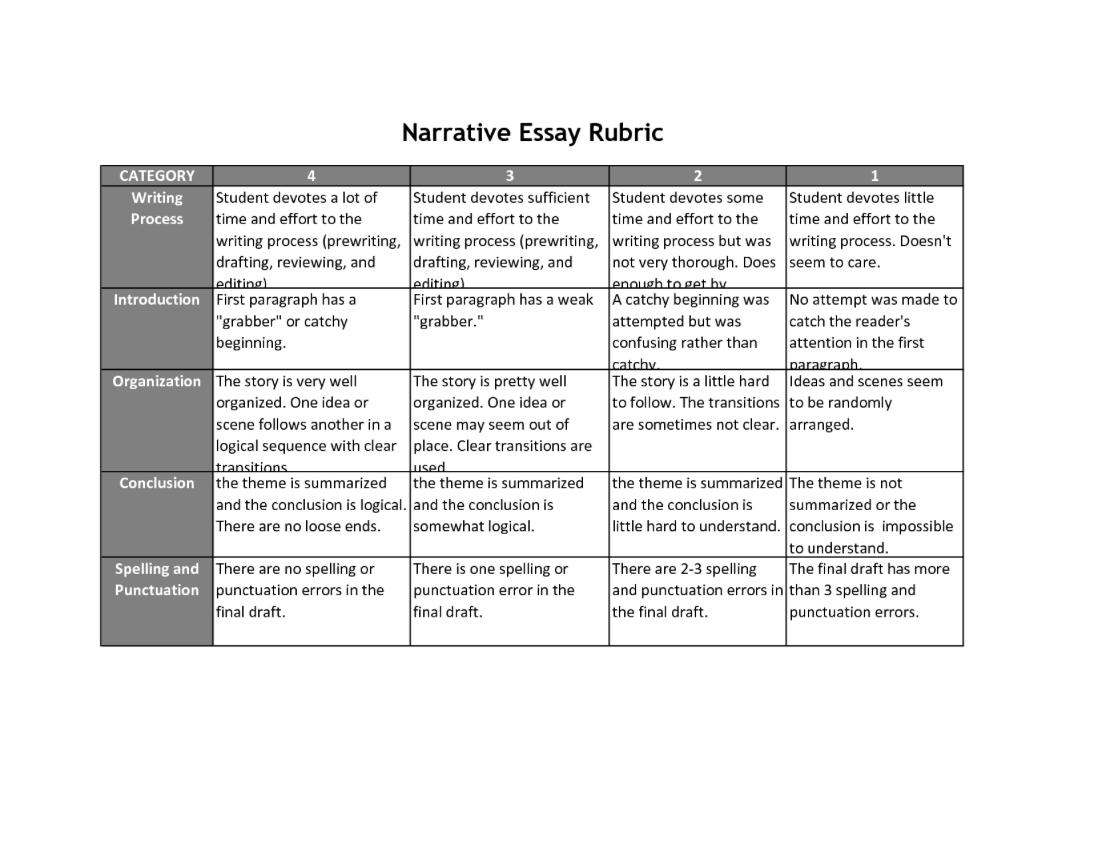 Narrative Essay Rubric
CATEGORY 4 3 2 1
Writing
Process
Student devotes a lot of
time and effort to the
writing process (prewriting,
drafting, reviewing, and
editing)
Student devotes sufficient
time and effort to the
writing process (prewriting,
drafting, reviewing, and
editing)
Student devotes some
time and effort to the
writing process but was
not very thorough. Does
enough to get by
Student devotes little
time and effort to the
writing process. Doesn't
seem to care.
Introduction
First paragraph has a
"grabber" or catchy
beginning.
First paragraph has a weak
"grabber."
A catchy beginning was
attempted but was
confusing rather than
catchy.
No attempt was made to
catch the reader's
attention in the first
paragraph.
Organization
The story is very well
organized. One idea or
scene follows another in a
logical sequence with clear
transitions
The story is pretty well
organized. One idea or
scene may seem out of
place. Clear transitions are
used
The story is a little hard
to follow. The transitions
are sometimes not clear.
Ideas and scenes seem
to be randomly
arranged.
Conclusion
the theme is summarized
and the conclusion is logical.
There are no loose ends.
the theme is summarized
and the conclusion is
somewhat logical.
the theme is summarized
and the conclusion is
little hard to understand.
The theme is not
summarized or the
conclusion is  impossible
to understand.
Spelling and
Punctuation
There are no spelling or
punctuation errors in the
final draft.
There is one spelling or
punctuation error in the
final draft.
There are 2-3 spelling
and punctuation errors in
the final draft.
The final draft has more
than 3 spelling and
punctuation errors.